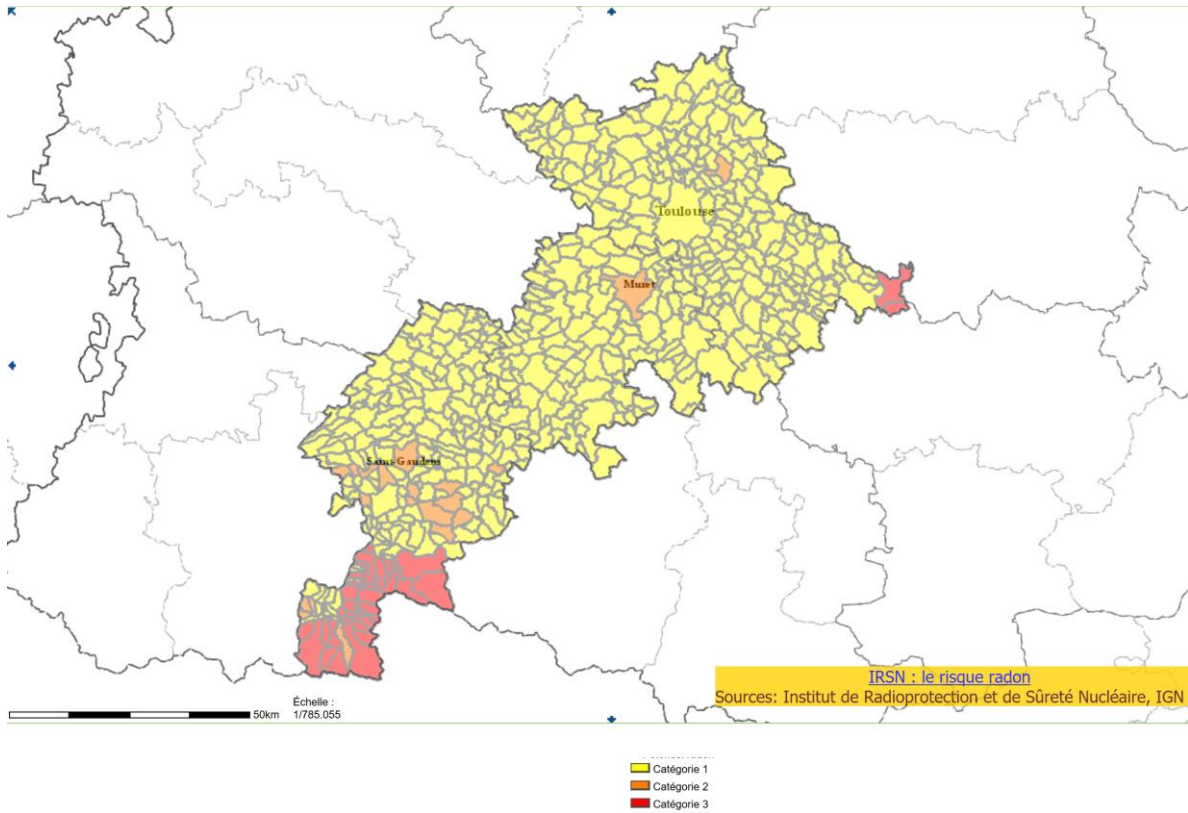 Toulouse
Muret
Saint-Gaudens
IRSN : le risque radon
Sources: Institut de Radioprotection et de Sûreté Nucléaire, IGN
Échelle :
50km 1/785.055
Catégorie 1
Catégorie 2
Catégorie 3